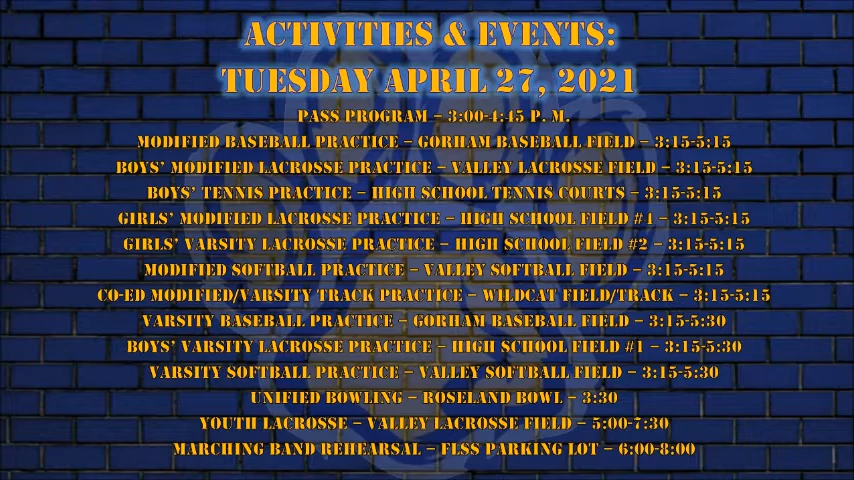 ACTIVITIES & EVENTS:
TUESDAY APRIL 27, 2021
PASS PROGRAM – 3:00-4:45 P. M.
MODIFIED BASEBALL PRACTICE – GORHAM BASEBALL FIELD – 3:15-5:15
BOYS' MODIFIED LACROSSE PRACTICE – VALLEY LACROSSE FIELD – 3:15-5:15
BOYS' TENNIS PRACTICE – HIGH SCHOOL TENNIS COURTS – 3:15-5:15
GIRLS' MODIFIED LACROSSE PRACTICE – HIGH SCHOOL FIELD #4 – 3:15-5:15
GIRLS' VARSITY LACROSSE PRACTICE – HIGH SCHOOL FIELD #2 – 3:15-5:15
MODIFIED SOFTBALL PRACTICE – VALLEY SOFTBALL FIELD – 3:15-5:15
CO-ED MODIFIED/VARSITY TRACK PRACTICE – WILDCAT FIELD/TRACK – 3:15-5:15
VARSITY BASEBALL PRACTICE – GORHAM BASEBALL FIELD – 3:15-5:30
BOYS' VARSITY LACROSSE PRACTICE – HIGH SCHOOL FIELD #1 – 3:15-5:30
VARSITY SOFTBALL PRACTICE – VALLEY SOFTBALL FIELD – 3:15-5:30
UNIFIED BOWLING – ROSELAND BOWL – 3:30
YOUTH LACROSSE – VALLEY LACROSSE FIELD – 5:00-7:30
MARCHING BAND REHEARSAL – FLSS PARKING LOT – 6:00-8:00